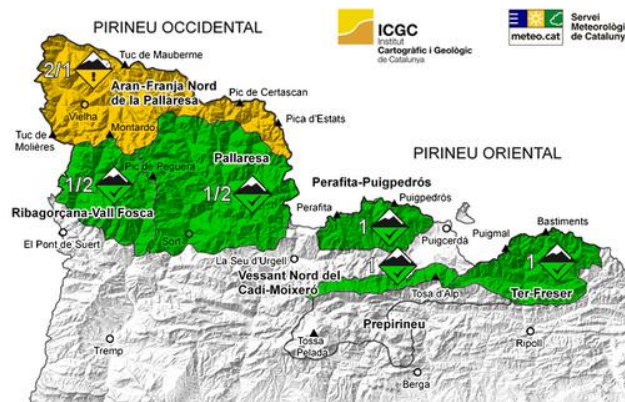 PIRINEU OCCIDENTAL
ICGC
Institut
Cartogràfic i Geològic
de Catalunya
meteo.cat
Servei
Meteorològic
de Catalunya
Tuc de Mauberme
2/1
Aran-Franja Nord
de la Pallaresa
Pic de Certascan
Vielha
Pica d'Estats
Tuc de
Molières
Montardo
PIRINEU ORIENTAL
Pallaresa
Pic de Peguera
1/2
1/2
Perafita-Puigpedrós
Ribagorçana-Vall Fosca
Perafita
Puigpedrós
1
Bastiments
El Pont de Suert
Sort
Puigcerdà
Puigmal
La Seu d'Urgell
1
1
Vessant Nord del
Cadí-Moixeró
Tosa d'Alp
Ter-Freser
Prepirineu
Tremp
Tossa
Pelada
Ripoll
Berga